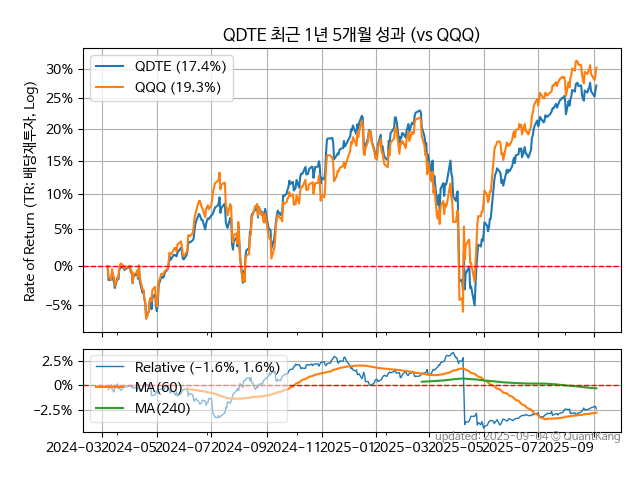 QDTE 최근 1년 5개월 성과 (vs QQQ)
Rate of Return (TR: 배당재투자, Log)
30%
25%
20%
15%
10%
5%
0%
−5%
QDTE (17.4%)
QQQ (19.3%)
2.5%
0%
−2.5%
Relative (−1.6%, 1.6%)
MA(60)
MA(240)
2024-03
2024-05
2024-07
2024-09
2024-11
2025-01
2025-03
2025-05
2025-07
2025-09
updated: 2025-09-04 © QuantKang